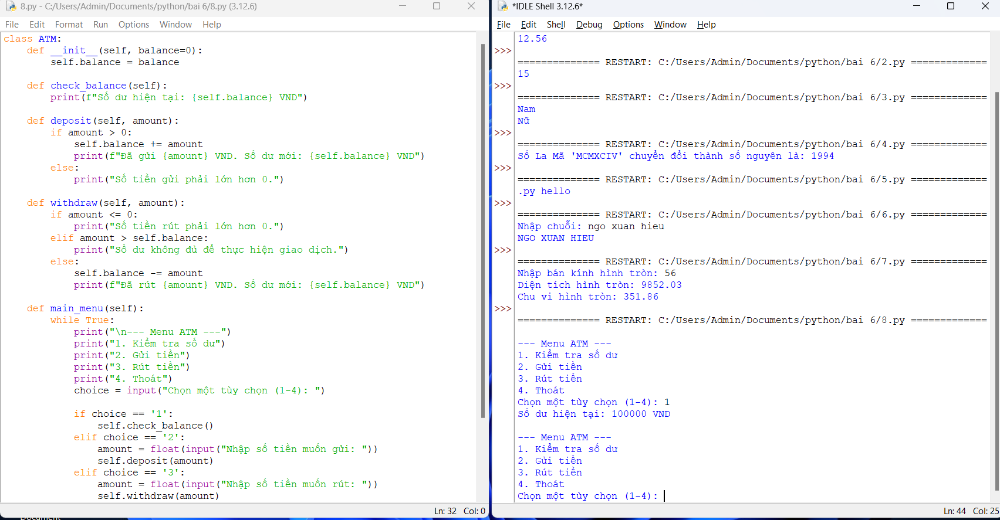 8.py - C:/Users/Admin/Documents/python/bai 6/8.py (3.12.6)
File Edit Format Run Options Window Help
class ATM:
    def __init__(self, balance=0):
        self.balance = balance

    def check_balance(self):
        print(f"Số dư hiện tại: {self.balance} VND")

    def deposit(self, amount):
        if amount > 0:
            self.balance += amount
            print(f"Đã gửi {amount} VND. Số dư mới: {self.balance} VND")
        else:
            print("Số tiền gửi phải lớn hơn 0.")

    def withdraw(self, amount):
        if amount <= 0:
            print("Số tiền rút phải lớn hơn 0.")
        elif amount > self.balance:
            print("Số dư không đủ để thực hiện giao dịch.")
        else:
            self.balance -= amount
            print(f"Đã rút {amount} VND. Số dư mới: {self.balance} VND")

    def main_menu(self):
        while True:
            print("\n--- Menu ATM ---")
            print("1. Kiểm tra số dư")
            print("2. Gửi tiền")
            print("3. Rút tiền")
            print("4. Thoát")
            choice = input("Chọn một tùy chọn (1-4): ")

            if choice == '1':
                self.check_balance()
            elif choice == '2':
                amount = float(input("Nhập số tiền muốn gửi: "))
                self.deposit(amount)
            elif choice == '3':
                amount = float(input("Nhập số tiền muốn rút: "))
                self.withdraw(amount)
Ln: 32 Col: 0
Document
*IDLE Shell 3.12.6*
File Edit Shell Debug Options Window Help
12.56
>>>
============== RESTART: C:/Users/Admin/Documents/python/bai 6/2.py =============
15
>>>
============== RESTART: C:/Users/Admin/Documents/python/bai 6/3.py =============
Nam
Nữ
>>>
============== RESTART: C:/Users/Admin/Documents/python/bai 6/4.py =============
Số La Mã 'MCMXCIV' chuyển đổi thành số nguyên là: 1994
>>>
============== RESTART: C:/Users/Admin/Documents/python/bai 6/5.py =============
.py hello
>>>
============== RESTART: C:/Users/Admin/Documents/python/bai 6/6.py =============
Nhập chuỗi: ngo xuan hieu
NGO XUAN HIEU
>>>
============== RESTART: C:/Users/Admin/Documents/python/bai 6/7.py =============
Nhập bán kính hình tròn: 56
Diện tích hình tròn: 9852.03
Chu vi hình tròn: 351.86
>>>
============== RESTART: C:/Users/Admin/Documents/python/bai 6/8.py =============

--- Menu ATM ---
1. Kiểm tra số dư
2. Gửi tiền
3. Rút tiền
4. Thoát
Chọn một tùy chọn (1-4): 1
Số dư hiện tại: 100000 VND

--- Menu ATM ---
1. Kiểm tra số dư
2. Gửi tiền
3. Rút tiền
4. Thoát
Chọn một tùy chọn (1-4):
Ln: 44 Col: 25